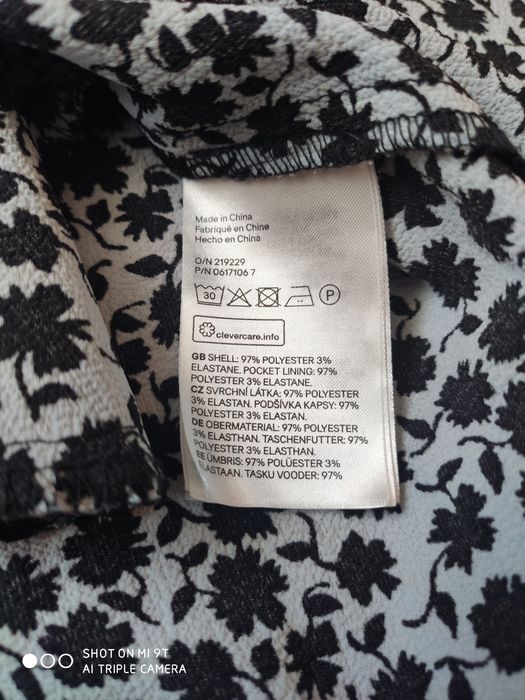 Made in China
Fabriqué en Chine
Hecho en China
O/N 219229
P/N 0617106 7
30 P
clevercare.info
GB SHELL: 97% POLYESTER 3%
ELASTANE. POCKET LINING: 97%
POLYESTER 3% ELASTANE.
CZ SVRCHNÍ LÁTKA: 97% POLYESTER
3% ELASTAN. PODŠÍVKA KAPSY: 97%
POLYESTER 3% ELASTAN.
DE OBERMATERIAL: 97% POLYESTER
3% ELASTHAN. TASCHENFUTTER: 97%
POLYESTER 3% ELASTHAN.
EE ÜMBRIS: 97% POLÜESTER 3%
ELASTAAN. TASKU VOODER: 97%
SHOT ON MI 9T
AI TRIPLE CAMERA